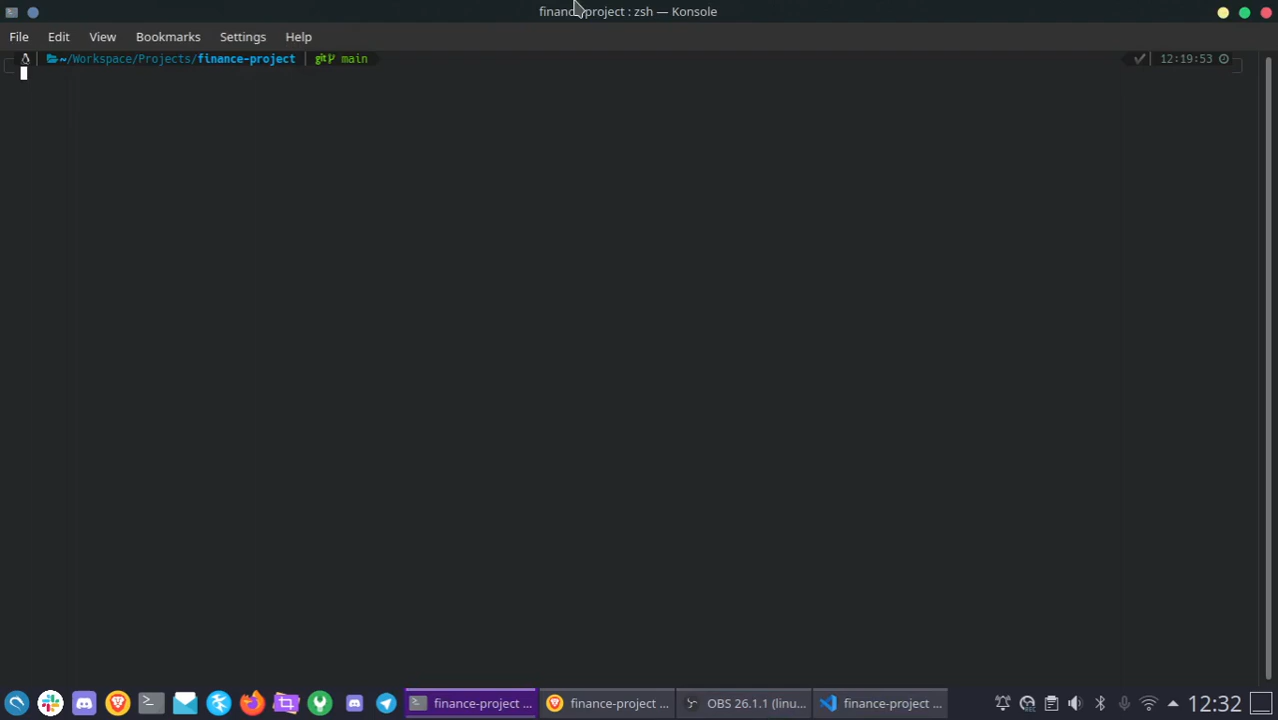 finance-project : zsh — Konsole
File Edit View Bookmarks Settings Help
~/Workspace/Projects/finance-project git main 12:19:53
finance-project ... finance-project ... OBS 26.1.1 (linu... finance-project ... 12:32